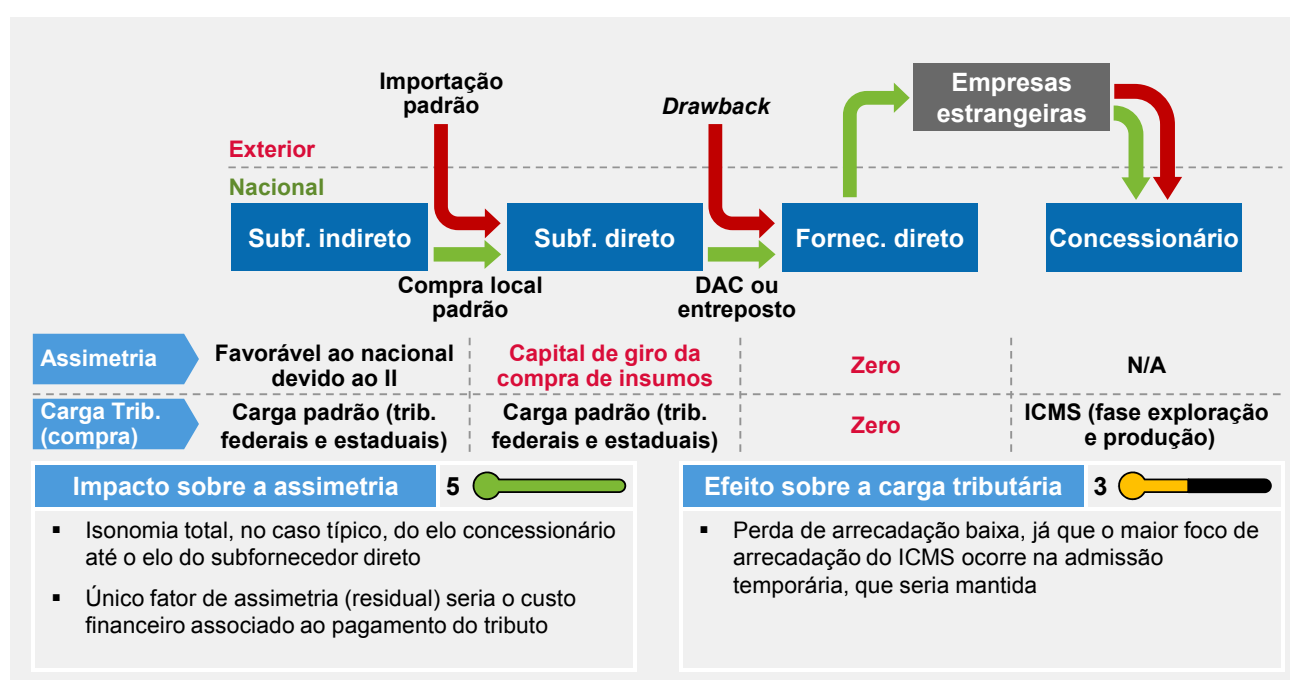 Importação
padrão
Drawback
Empresas
estrangeiras
Exterior
Nacional
Subf. indireto
Subf. direto
Fornec. direto
Concessionário
Compra local
padrão
DAC ou
entreposto
Assimetria
Favorável ao nacional
devido ao II
Capital de giro da
compra de insumos
Zero
N/A
Carga Trib.
(compra)
Carga padrão (trib.
federais e estaduais)
Carga padrão (trib.
federais e estaduais)
Zero
ICMS (fase exploração
e produção)
Impacto sobre a assimetria
5
▪ Isonomia total, no caso típico, do elo concessionário
até o elo do subfornecedor direto
▪ Único fator de assimetria (residual) seria o custo
financeiro associado ao pagamento do tributo
Efeito sobre a carga tributária
3
▪ Perda de arrecadação baixa, já que o maior foco de
arrecadação do ICMS ocorre na admissão
temporária, que seria mantida